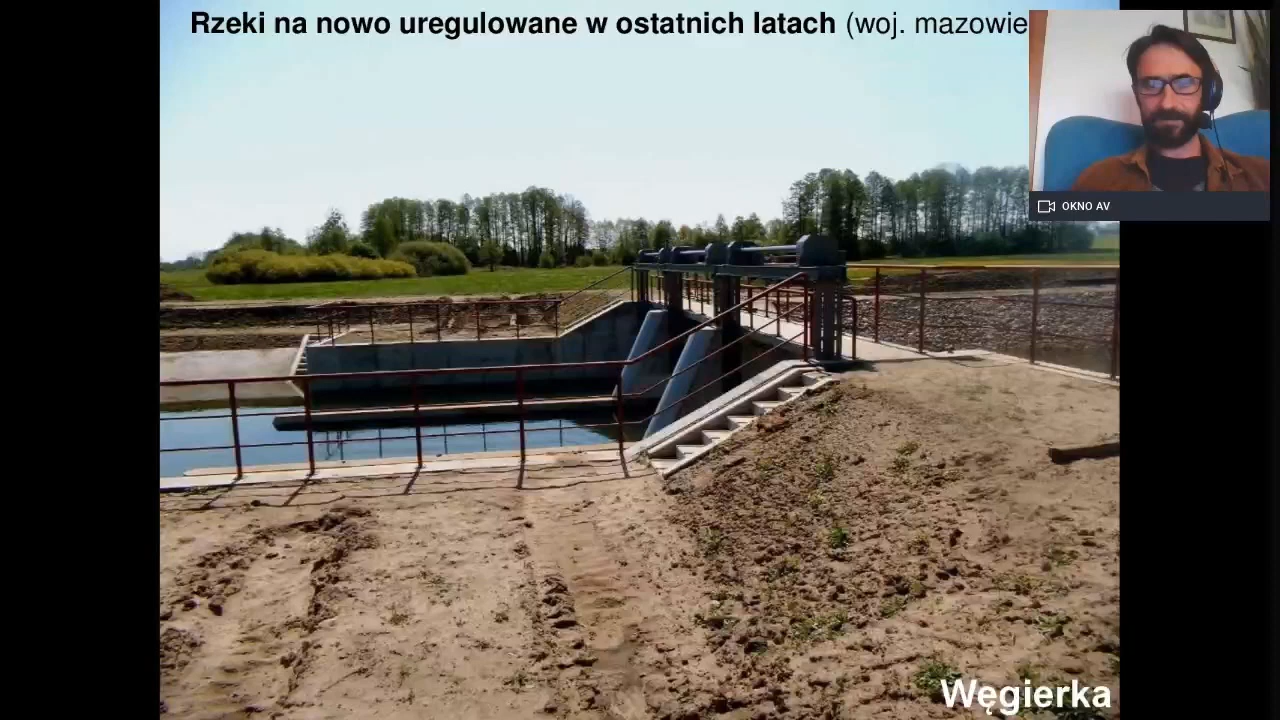 Rzeki na nowo uregulowane w ostatnich latach (woj. mazowie
OKNO AV
Węgierka